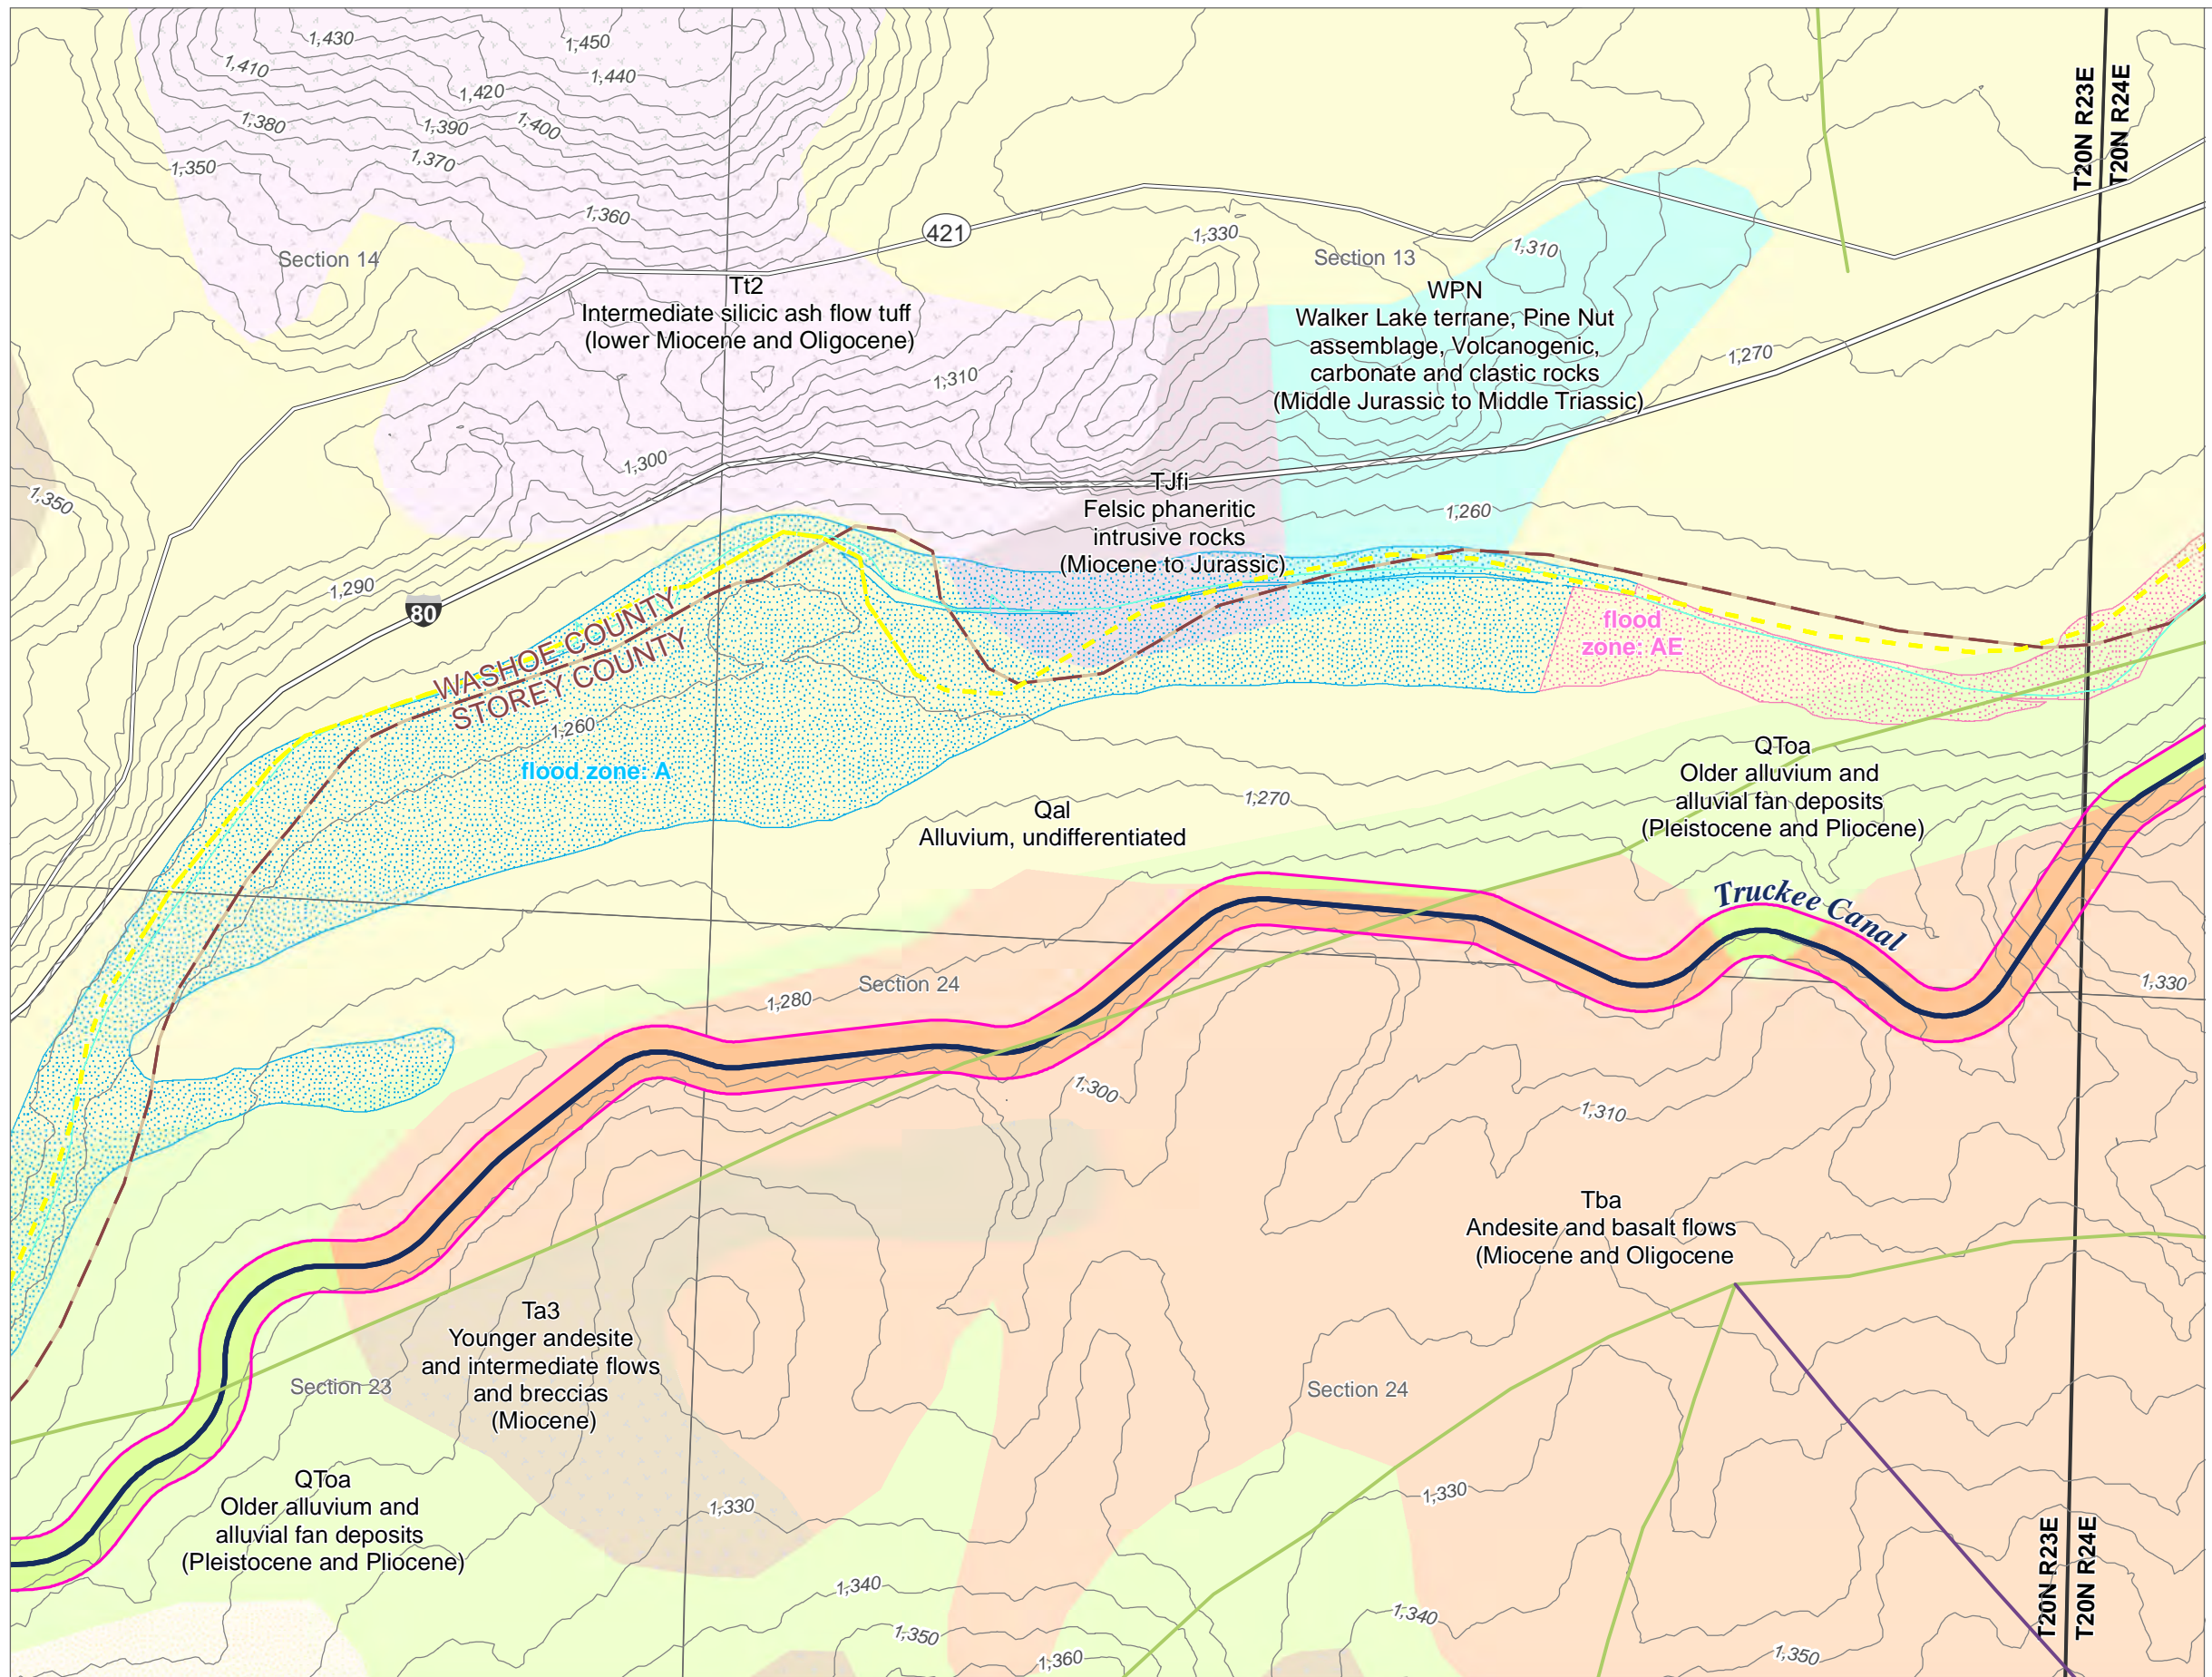 1,430
1,450
1,410
1,440
1,420
1,380
1,390
1,400
1,370
1,350
1,360
T20N R23E
T20N R24E
421
1,330
Section 14
Section 13
1,310
Tt2
Intermediate silicic ash flow tuff
(lower Miocene and Oligocene)
WPN
Walker Lake terrane, Pine Nut
assemblage, Volcanogenic,
carbonate and clastic rocks
(Middle Jurassic to Middle Triassic)
1,270
1,310
1,300
1,350
TJfi
Felsic phaneritic
intrusive rocks
(Miocene to Jurassic)
1,260
1,290
80
WASHOE COUNTY
STOREY COUNTY
flood
zone: AE
1,260
flood zone: A
QToa
Older alluvium and
alluvial fan deposits
(Pleistocene and Pliocene)
1,270
Qal
Alluvium, undifferentiated
Truckee Canal
1,330
Section 24
1,280
1,300
1,310
Tba
Andesite and basalt flows
(Miocene and Oligocene
Ta3
Younger andesite
and intermediate flows
and breccias
(Miocene)
Section 23
Section 24
QToa
Older alluvium and
alluvial fan deposits
(Pleistocene and Pliocene)
1,330
1,330
T20N R23E
T20N R24E
1,340
1,340
1,350
1,360
1,350